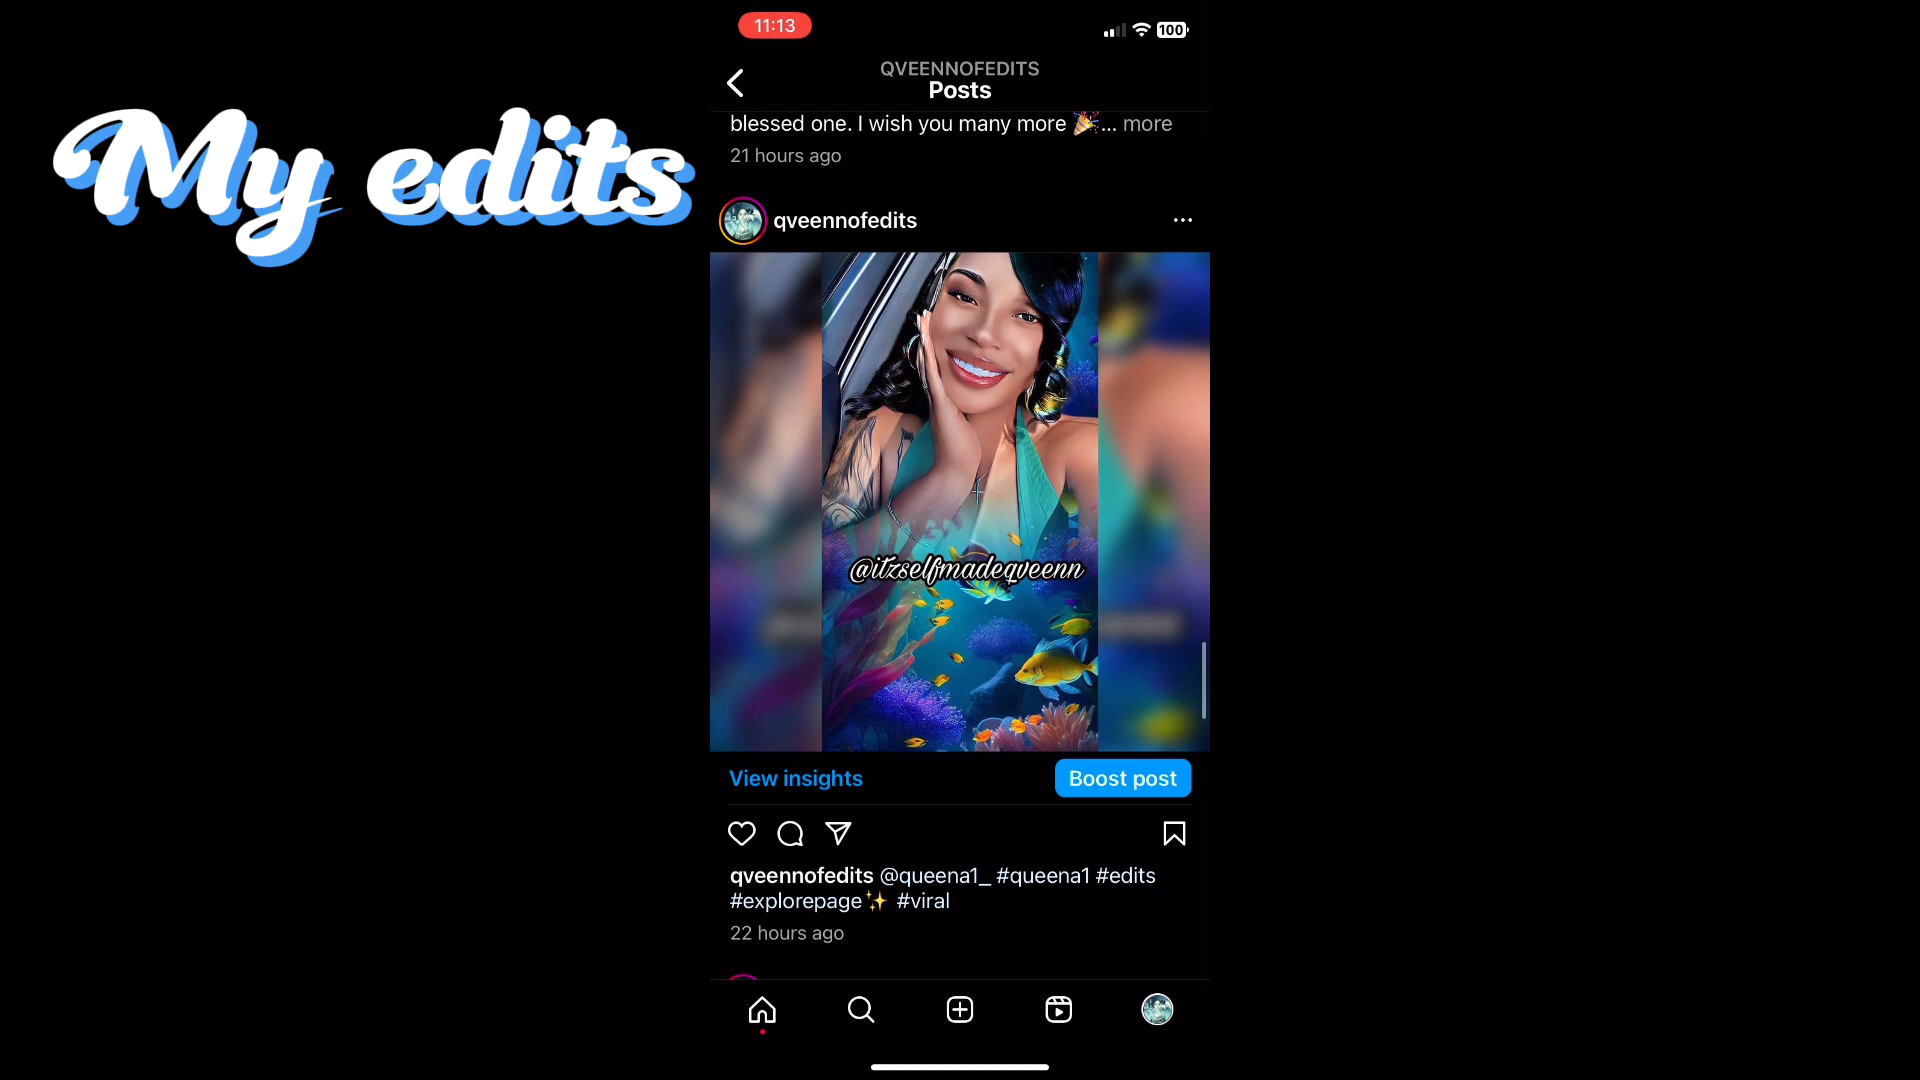 My edits
11:13
100
QVEENNOFEDITS
Posts
blessed one. I wish you many more 🎉... more
21 hours ago
qveennofedits
@itzselfmadeqveenn
View insights
Boost post
qveennofedits @queena1_ #queena1 #edits
#explorepage✨ #viral
22 hours ago